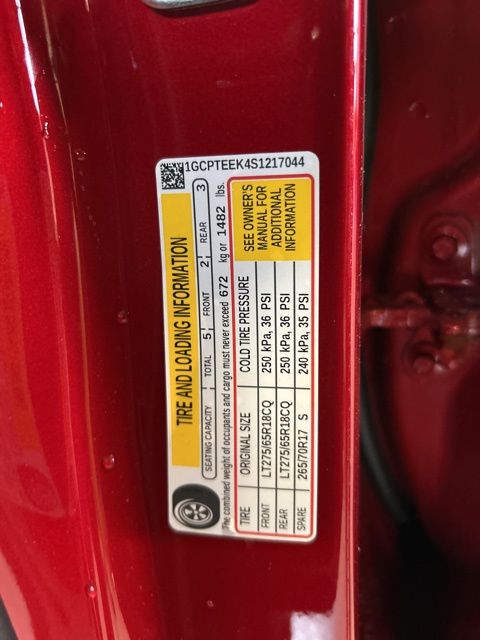 1GCPTEEK4S1217044
TIRE AND LOADING INFORMATION
SEATING CAPACITY TOTAL 5 FRONT 2 REAR 3
The combined weight of occupants and cargo must never exceed 672 kg or 1482 lbs.
TIRE ORIGINAL SIZE COLD TIRE PRESSURE
FRONT LT275/65R18CQ 250 kPa, 36 PSI
REAR LT275/65R18CQ 250 kPa, 36 PSI
SPARE 265/70R17 S 240 kPa, 35 PSI
SEE OWNER'S
MANUAL FOR
ADDITIONAL
INFORMATION